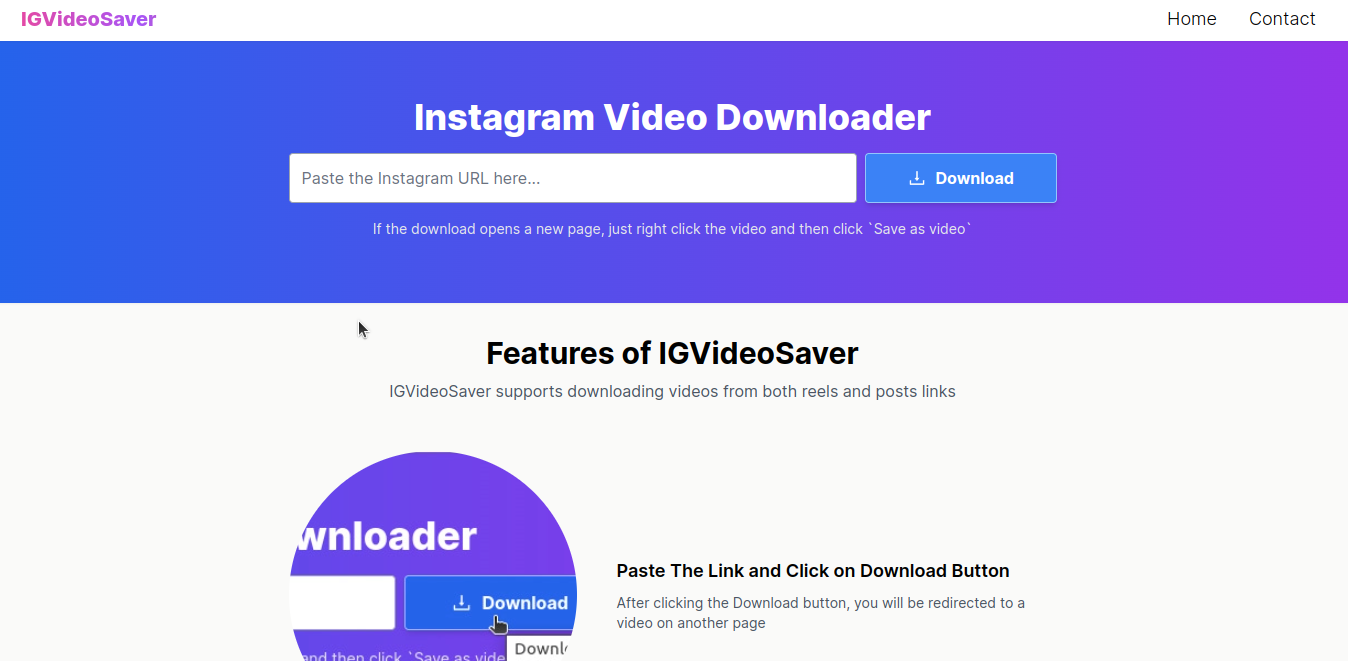 IGVideoSaver
Home
Contact
Instagram Video Downloader
Paste the Instagram URL here...
Download
If the download opens a new page, just right click the video and then click `Save as video`
Features of IGVideoSaver
IGVideoSaver supports downloading videos from both reels and posts links
wnloader
Download
and then click `Save as vide
Downl
Paste The Link and Click on Download Button
After clicking the Download button, you will be redirected to a
video on another page